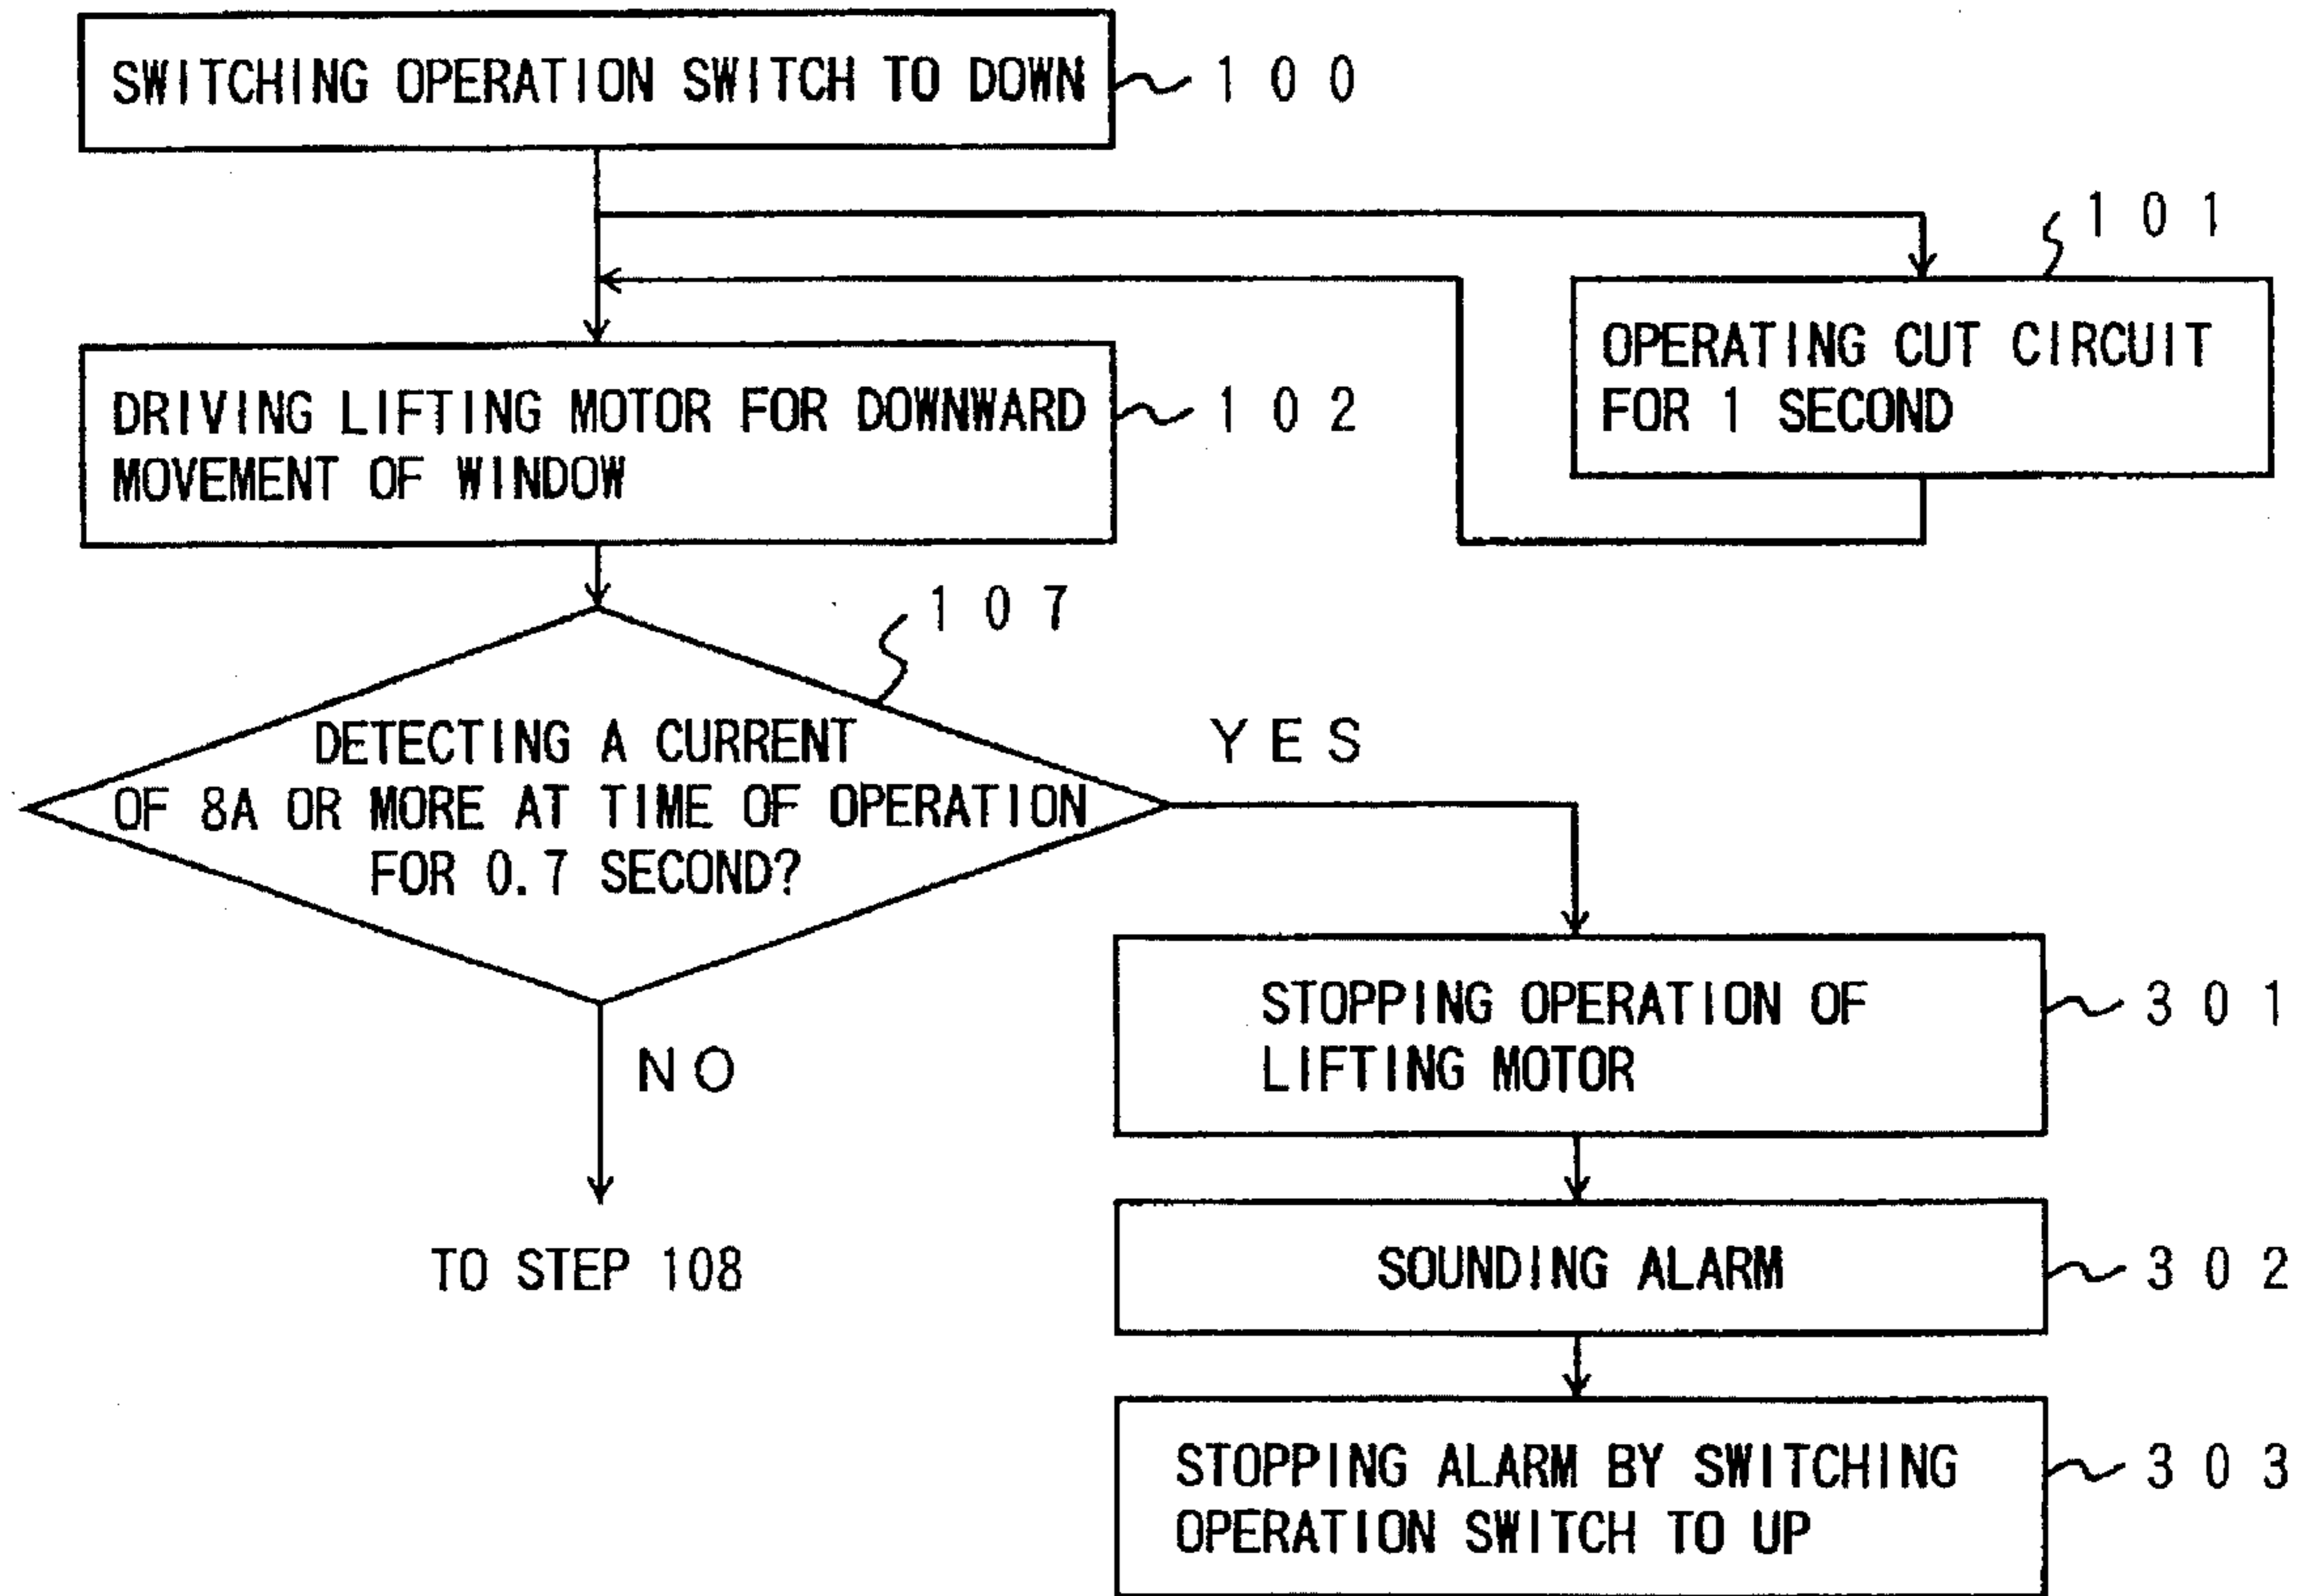 SWITCHING OPERATION SWITCH TO DOWN
100
101
OPERATING CUT CIRCUIT
FOR 1 SECOND
DRIVING LIFTING MOTOR FOR DOWNWARD
MOVEMENT OF WINDOW
102
107
DETECTING A CURRENT
OF 8A OR MORE AT TIME OF OPERATION
FOR 0.7 SECOND?
YES
NO
TO STEP 108
STOPPING OPERATION OF
LIFTING MOTOR
301
SOUNDING ALARM
302
STOPPING ALARM BY SWITCHING
OPERATION SWITCH TO UP
303